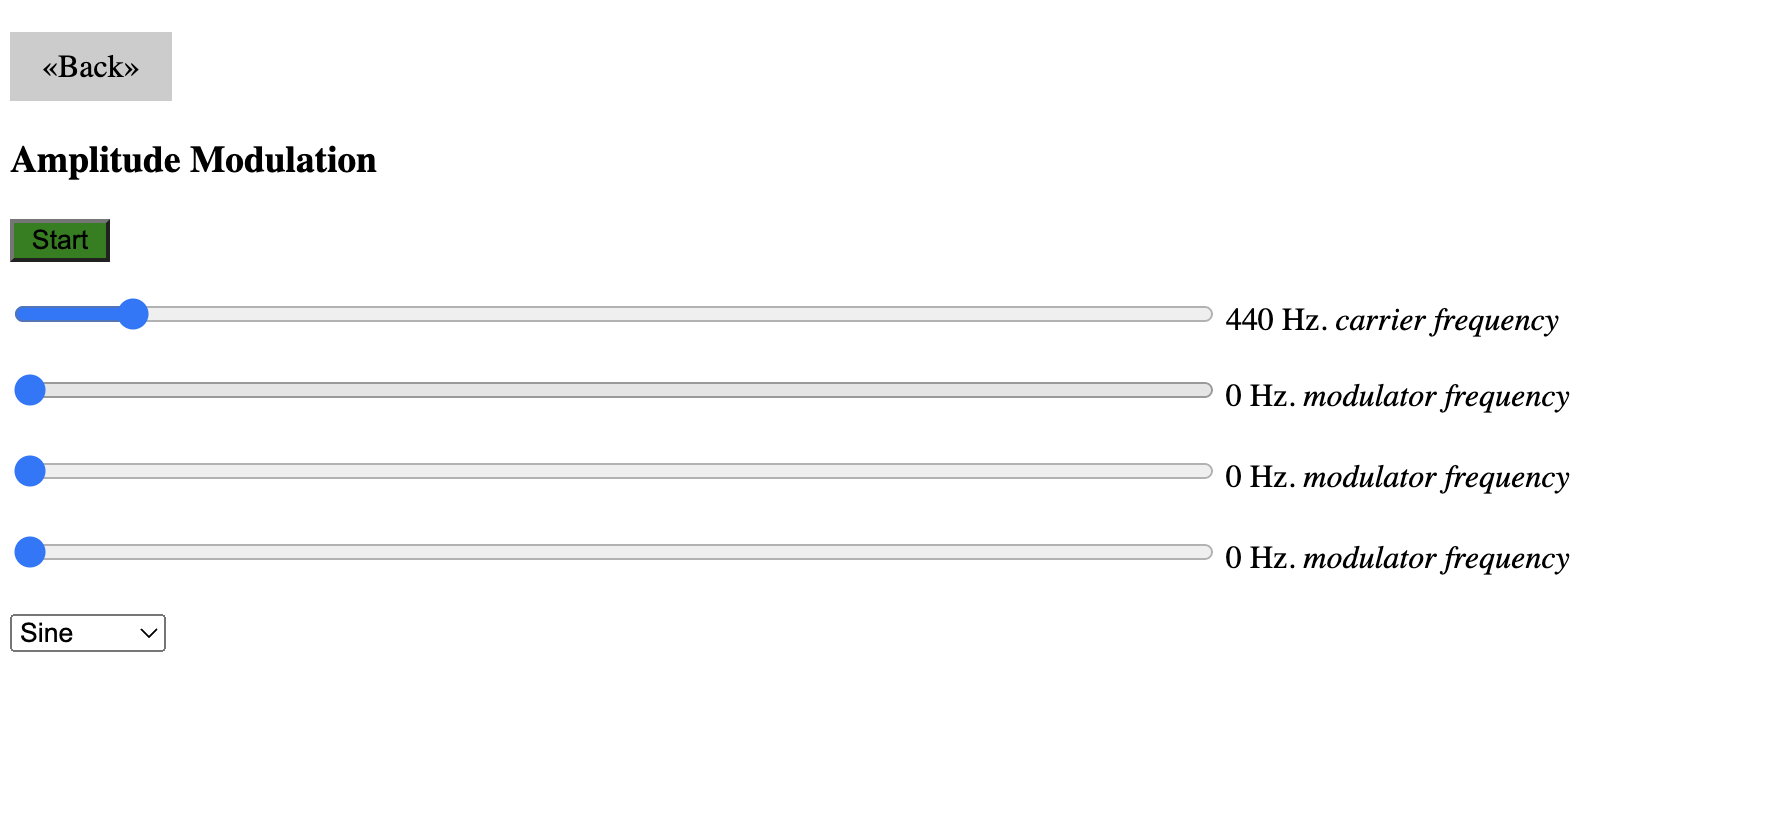 «Back»
Amplitude Modulation
Start
440 Hz. carrier frequency
0 Hz. modulator frequency
0 Hz. modulator frequency
0 Hz. modulator frequency
Sine